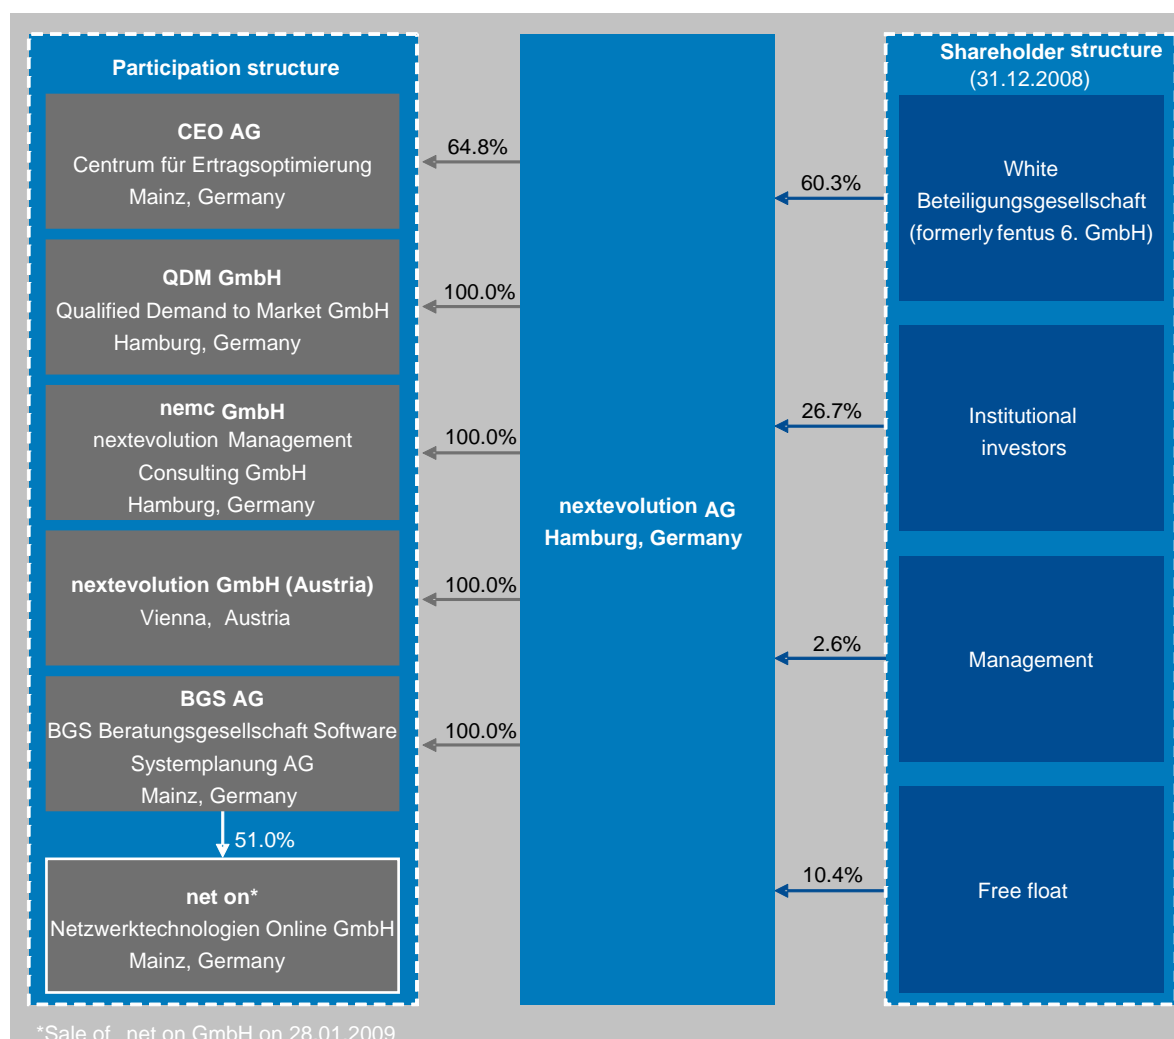 Participation structure
CEO AG
Centrum für Ertragsoptimierung
Mainz, Germany
QDM GmbH
Qualified Demand to Market GmbH
Hamburg, Germany
nemc GmbH
nextevolution Management
Consulting GmbH
Hamburg, Germany
nextevolution GmbH (Austria)
Vienna, Austria
BGS AG
BGS Beratungsgesellschaft Software
Systemplanung AG
Mainz, Germany
51.0%
net on*
Netzwerktechnologien Online GmbH
Mainz, Germany
*Sale of net on GmbH on 28.01.2009
64.8%
100.0%
100.0%
100.0%
100.0%
nextevolution AG
Hamburg, Germany
60.3%
26.7%
2.6%
10.4%
Shareholder structure
(31.12.2008)
White
Beteiligungsgesellschaft
(formerly fentus 6. GmbH)
Institutional
investors
Management
Free float